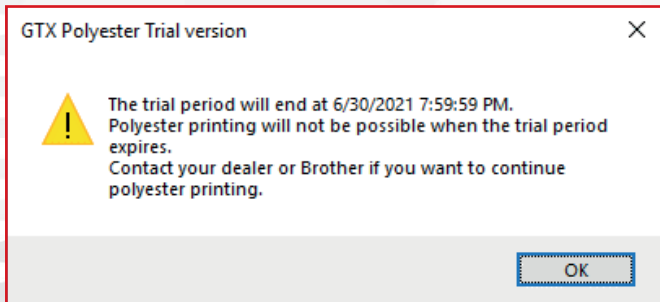 GTX Polyester Trial version
The trial period will end at 6/30/2021 7:59:59 PM.
Polyester printing will not be possible when the trial period
expires.
Contact your dealer or Brother if you want to continue
polyester printing.
OK